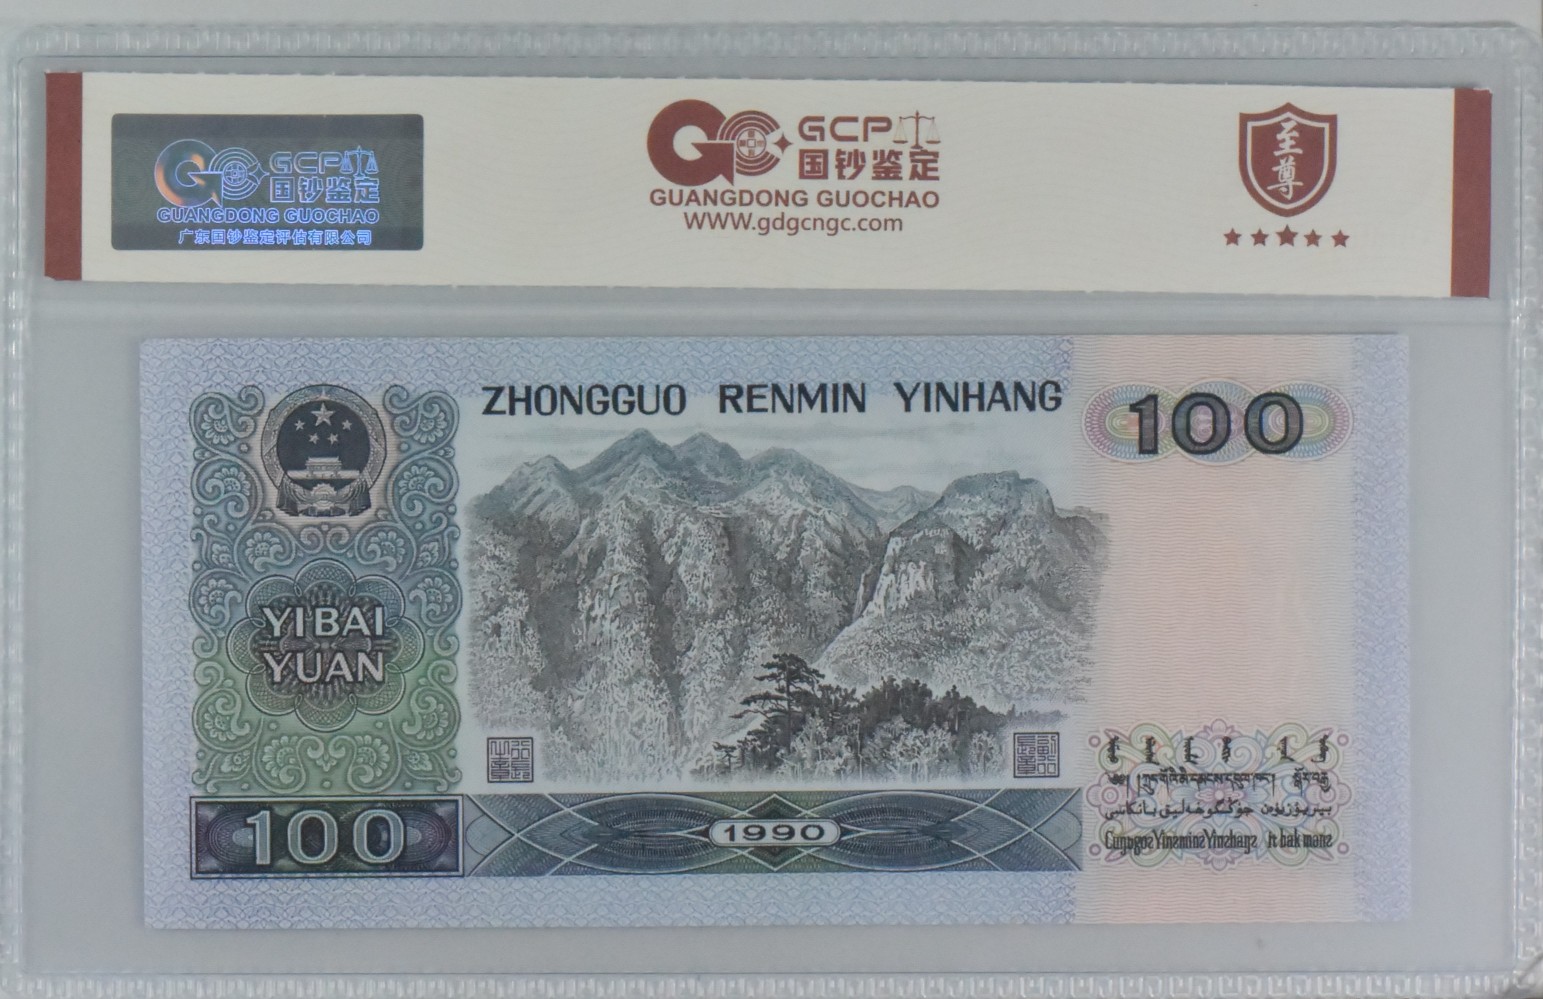 GCP
国钞鉴定
GUANGDONG GUOCHAO
广东国钞鉴定评估有限公司
GCP
国钞鉴定
GUANGDONG GUOCHAO
WWW.gdgcngc.com
至尊
ZHONGGUO RENMIN YINHANG
100
YI BAI
YUAN
100
1990